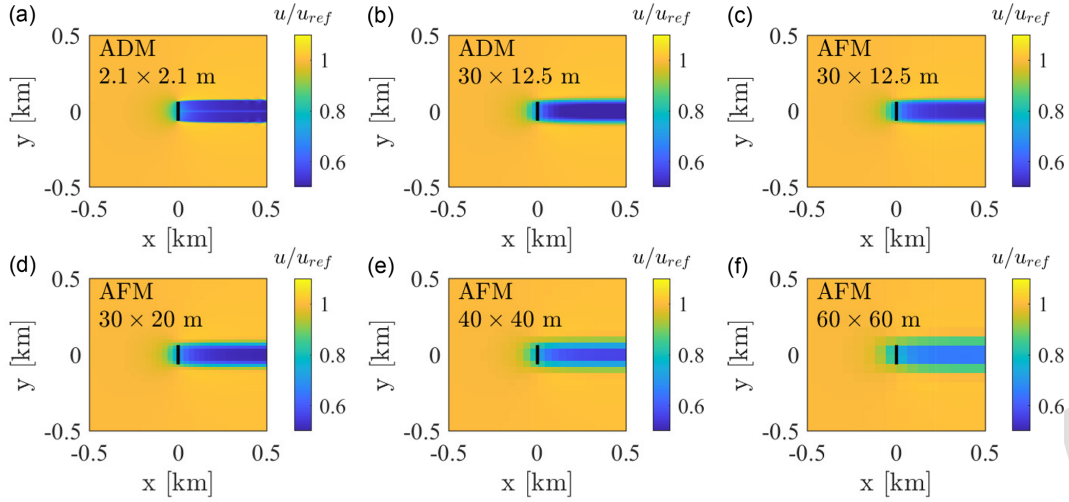 (a)
u/u_ref
ADM
2.1 × 2.1 m
0.5
0
-0.5
y [km]
-0.5 0 0.5
x [km]
1
0.8
0.6
(b)
u/u_ref
ADM
30 × 12.5 m
0.5
0
-0.5
y [km]
-0.5 0 0.5
x [km]
1
0.8
0.6
(c)
u/u_ref
AFM
30 × 12.5 m
0.5
0
-0.5
y [km]
-0.5 0 0.5
x [km]
1
0.8
0.6
(d)
u/u_ref
AFM
30 × 20 m
0.5
0
-0.5
y [km]
-0.5 0 0.5
x [km]
1
0.8
0.6
(e)
u/u_ref
AFM
40 × 40 m
0.5
0
-0.5
y [km]
-0.5 0 0.5
x [km]
1
0.8
0.6
(f)
u/u_ref
AFM
60 × 60 m
0.5
0
-0.5
y [km]
-0.5 0 0.5
x [km]
1
0.8
0.6